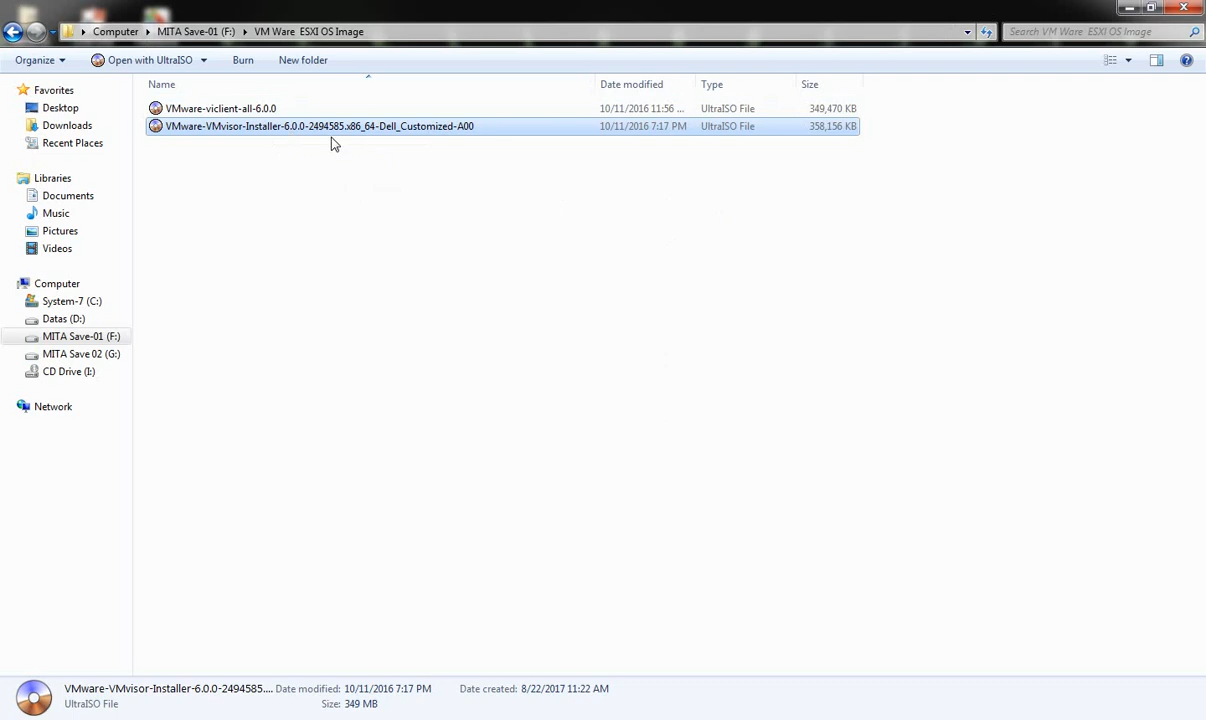 Computer ▸ MITA Save-01 (F:) ▸ VM Ware ESXI OS Image
Search VM Ware ESXI OS Image
Organize Open with UltraISO Burn New folder
Name Date modified Type Size
Favorites
Desktop
Downloads
Recent Places
Libraries
Documents
Music
Pictures
Videos
Computer
System-7 (C:)
Datas (D:)
MITA Save-01 (F:)
MITA Save 02 (G:)
CD Drive (I:)
Network
VMware-viclient-all-6.0.0 10/11/2016 11:56 ... UltraISO File 349,470 KB
VMware-VMvisor-Installer-6.0.0-2494585.x86_64-Dell_Customized-A00 10/11/2016 7:17 PM UltraISO File 358,156 KB
VMware-VMvisor-Installer-6.0.0-2494585.... Date modified: 10/11/2016 7:17 PM Date created: 8/22/2017 11:22 AM
UltraISO File Size: 349 MB